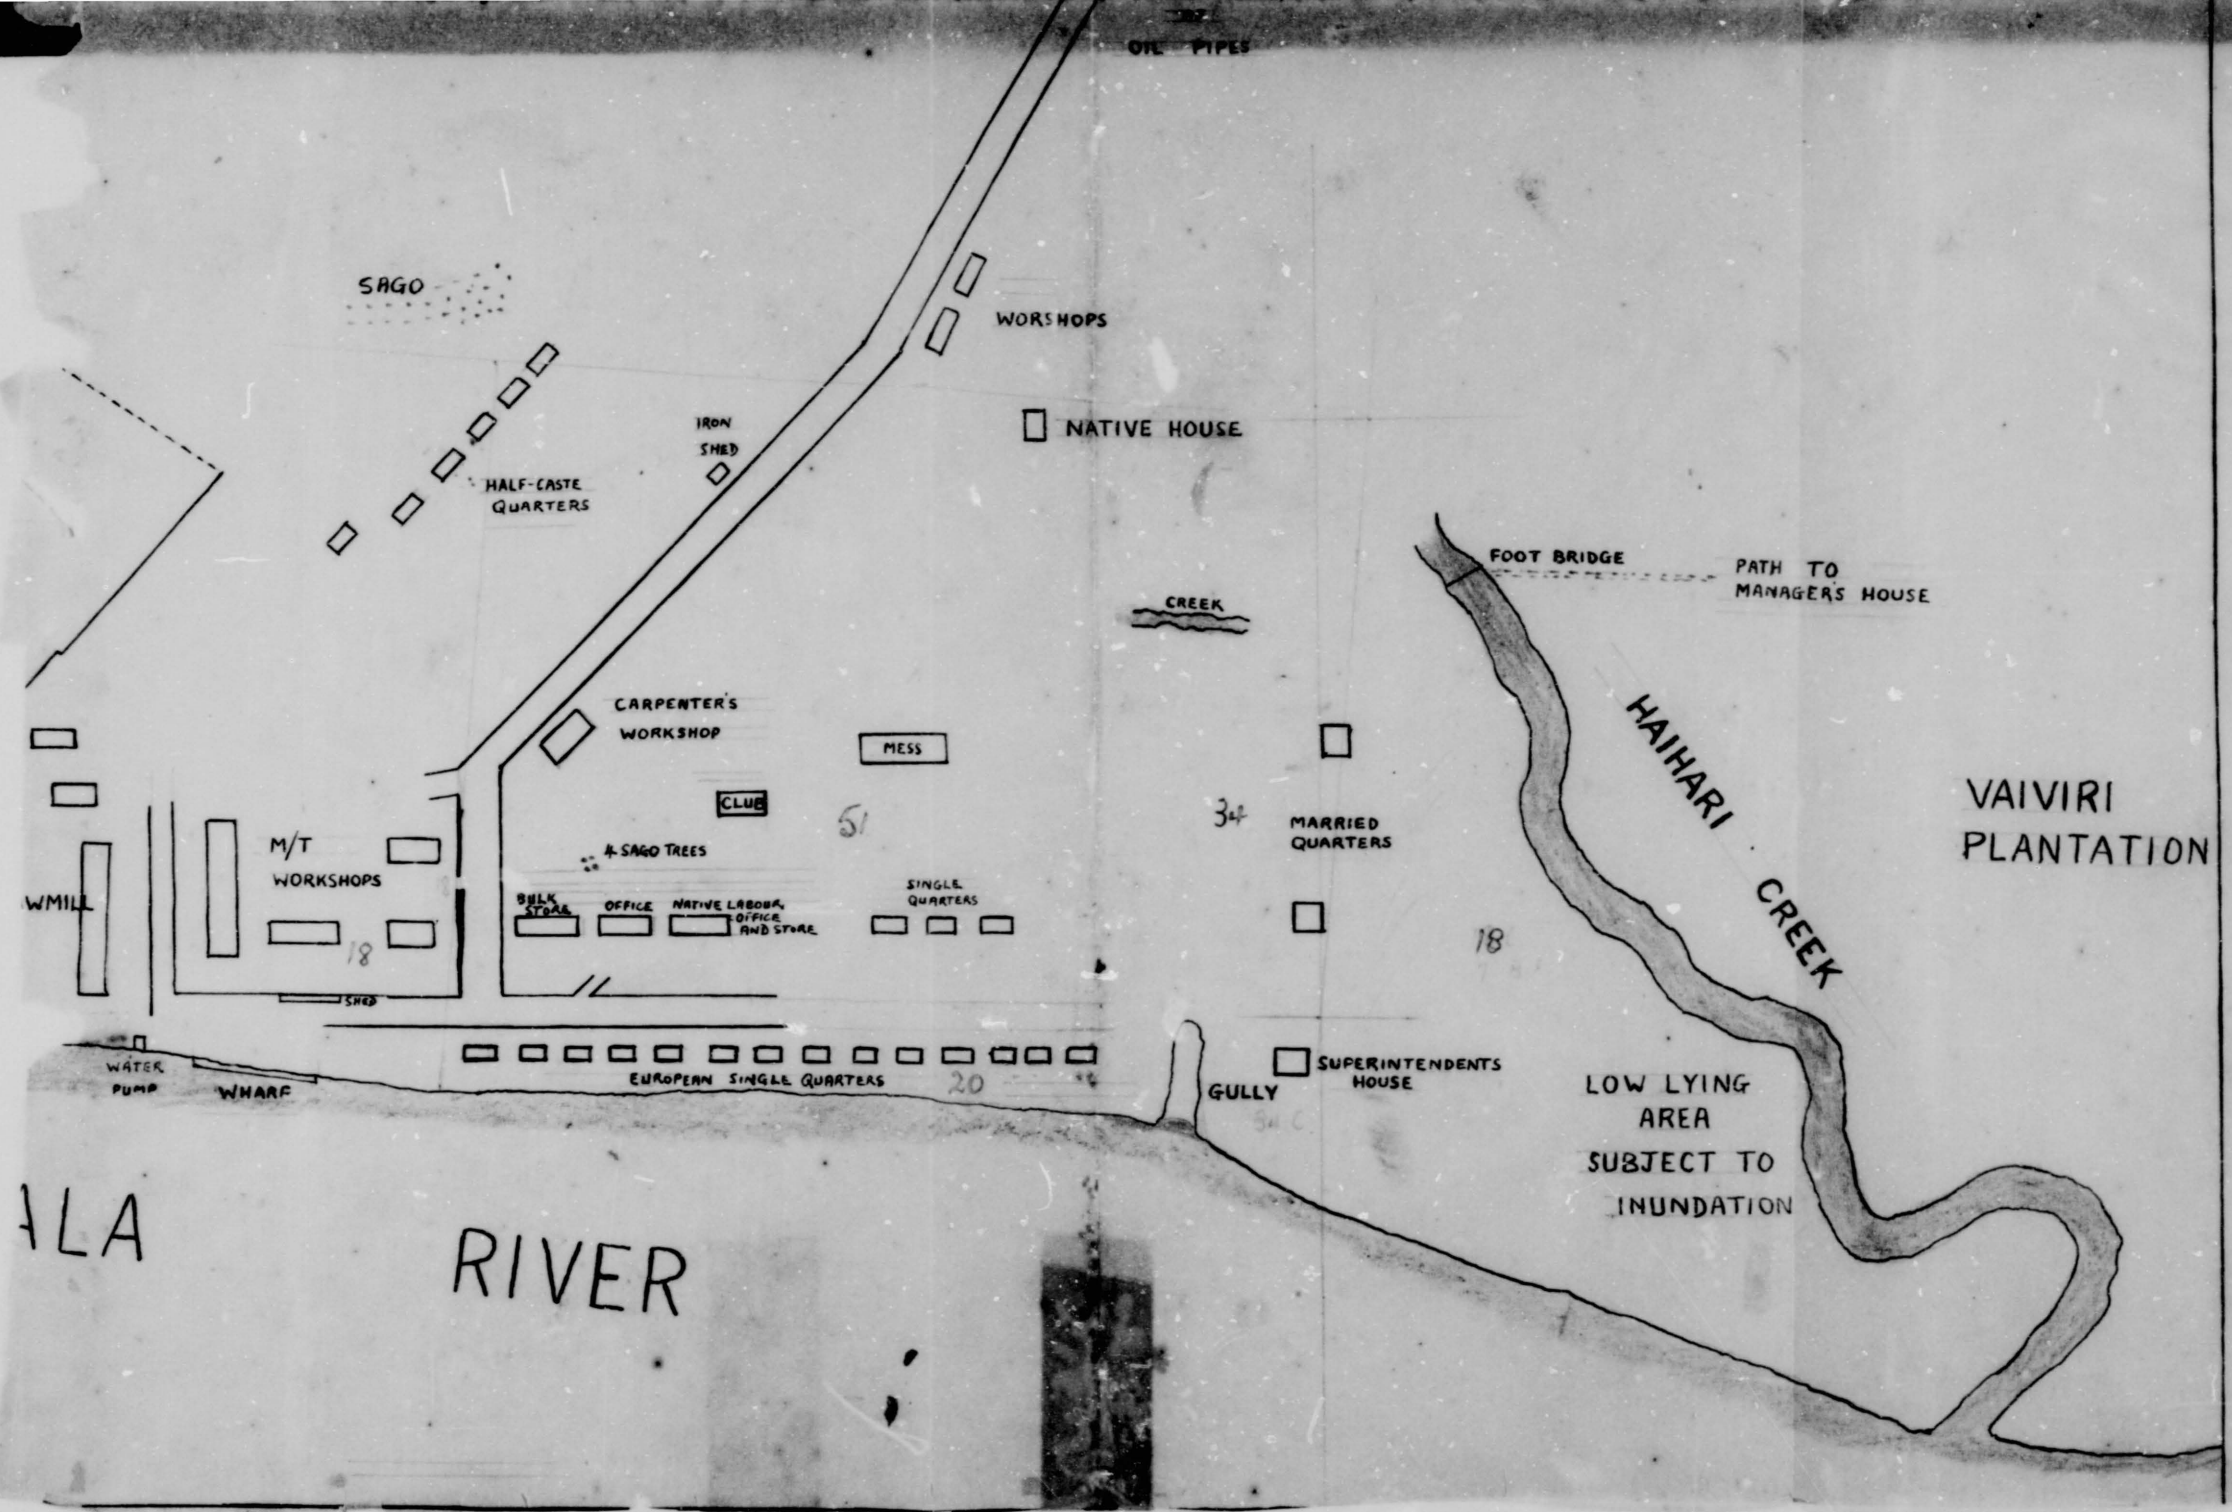 OIL PIPES
SAGO
WORSHOPS
IRON
SHED
NATIVE HOUSE
HALF-CASTE
QUARTERS
FOOT BRIDGE
PATH TO
MANAGER'S HOUSE
CREEK
CARPENTER'S
WORKSHOP
MESS
CLUB
51
34
MARRIED
QUARTERS
HAIHARI CREEK
VAIVIRI
PLANTATION
M/T
WORKSHOPS
4 SAGO TREES
WMILL
BULK
STORE
OFFICE
NATIVE LABOUR
OFFICE
AND STORE
SINGLE
QUARTERS
18
18
SHED
WATER
PUMP
WHARF
EUROPEAN SINGLE QUARTERS
20
GULLY
SUPERINTENDENTS
HOUSE
LOW LYING
AREA
SUBJECT TO
INUNDATION
ALA RIVER